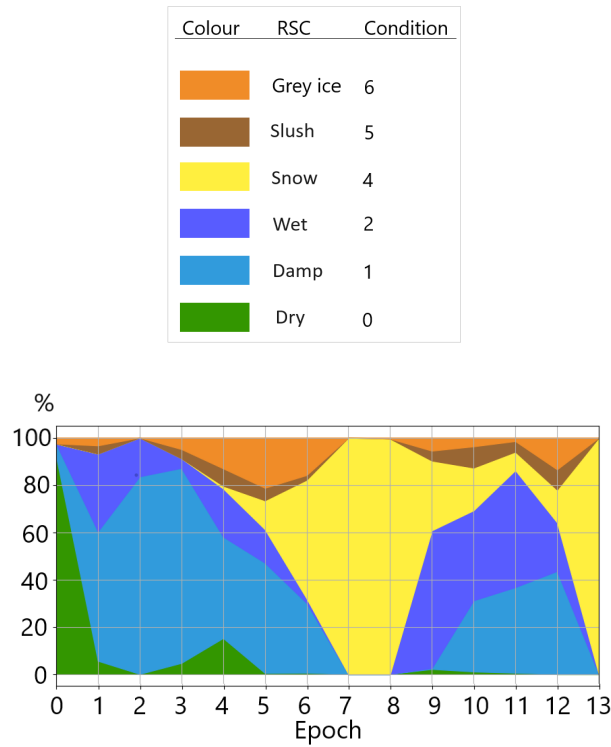 Colour RSC Condition
Grey ice 6
Slush 5
Snow 4
Wet 2
Damp 1
Dry 0
%
100
80
60
40
20
0
0 1 2 3 4 5 6 7 8 9 10 11 12 13
Epoch